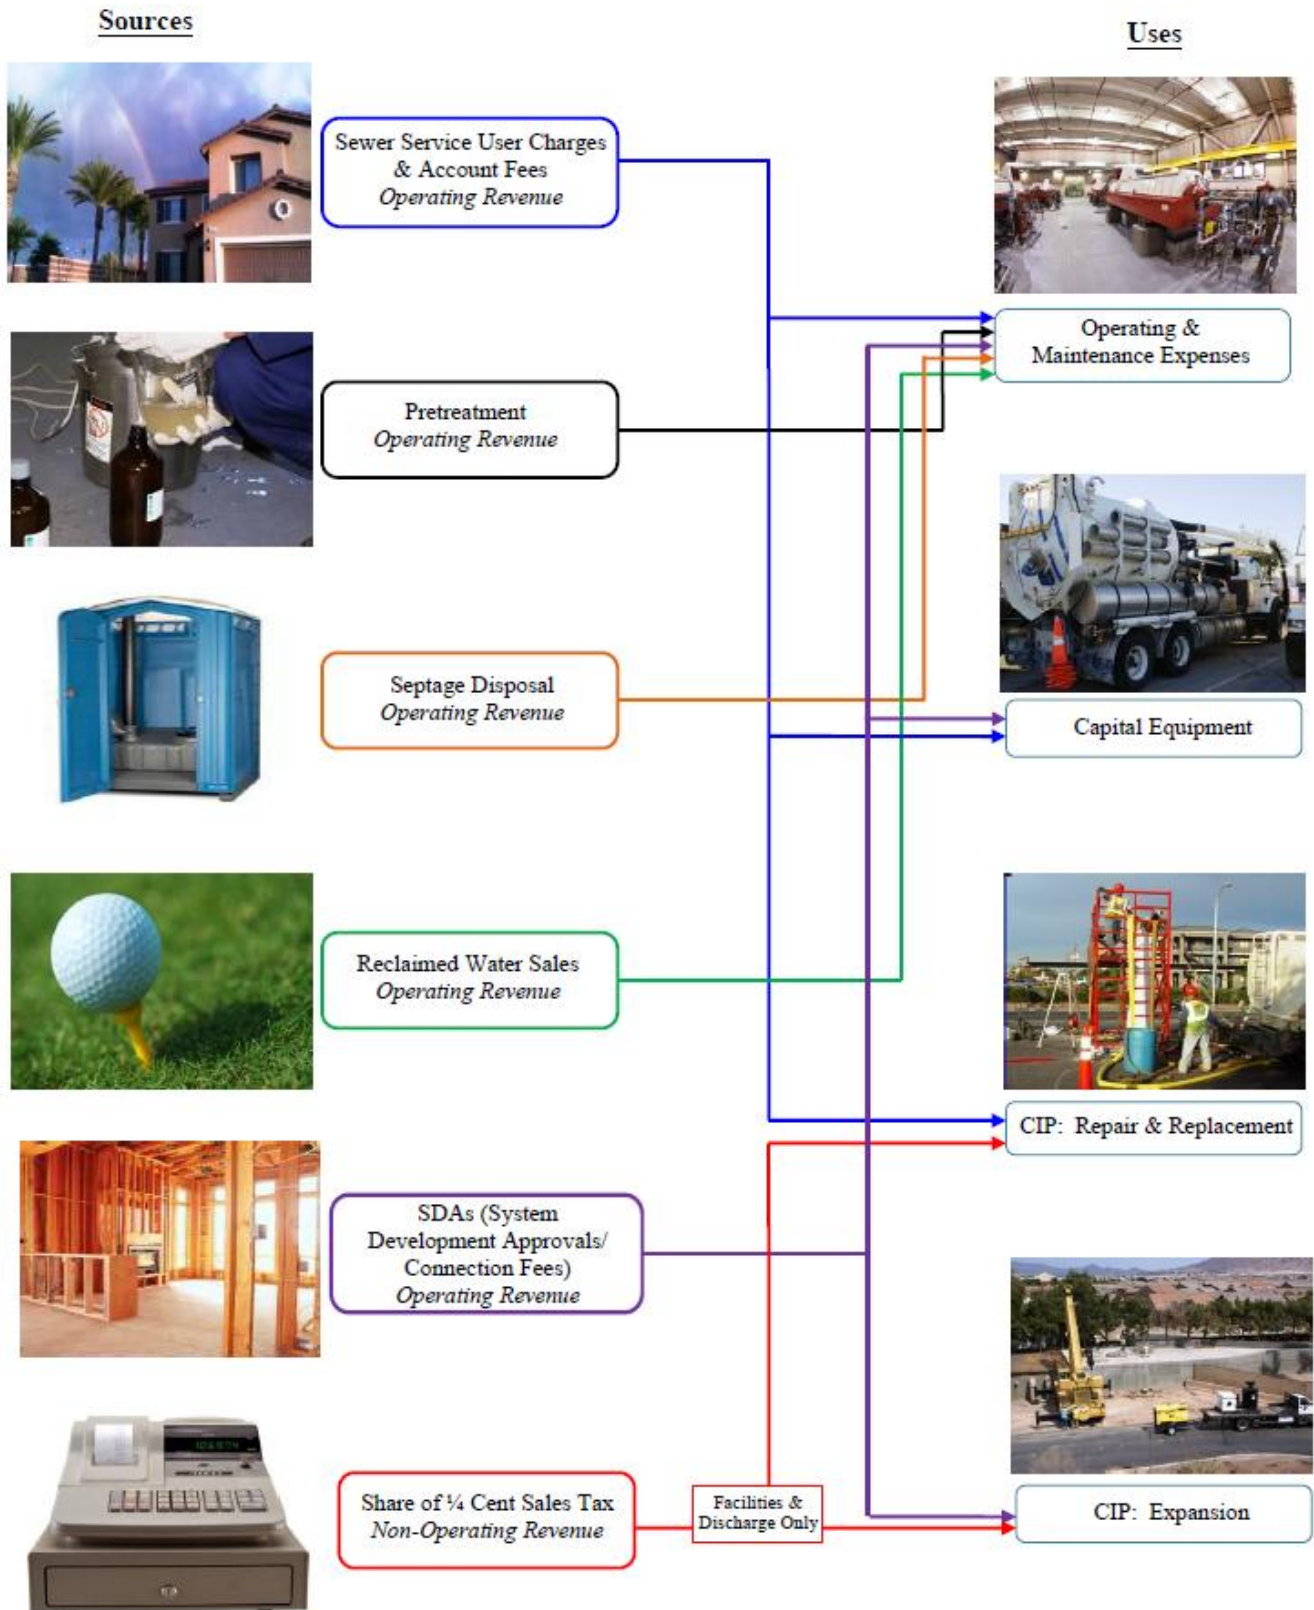 Sources
Uses
Sewer Service User Charges
& Account Fees
Operating Revenue
Operating &
Maintenance Expenses
Pretreatment
Operating Revenue
Septage Disposal
Operating Revenue
Capital Equipment
Reclaimed Water Sales
Operating Revenue
CIP:  Repair & Replacement
SDAs (System
Development Approvals/
Connection Fees)
Operating Revenue
Share of ¼ Cent Sales Tax
Non-Operating Revenue
Facilities &
Discharge Only
CIP:  Expansion